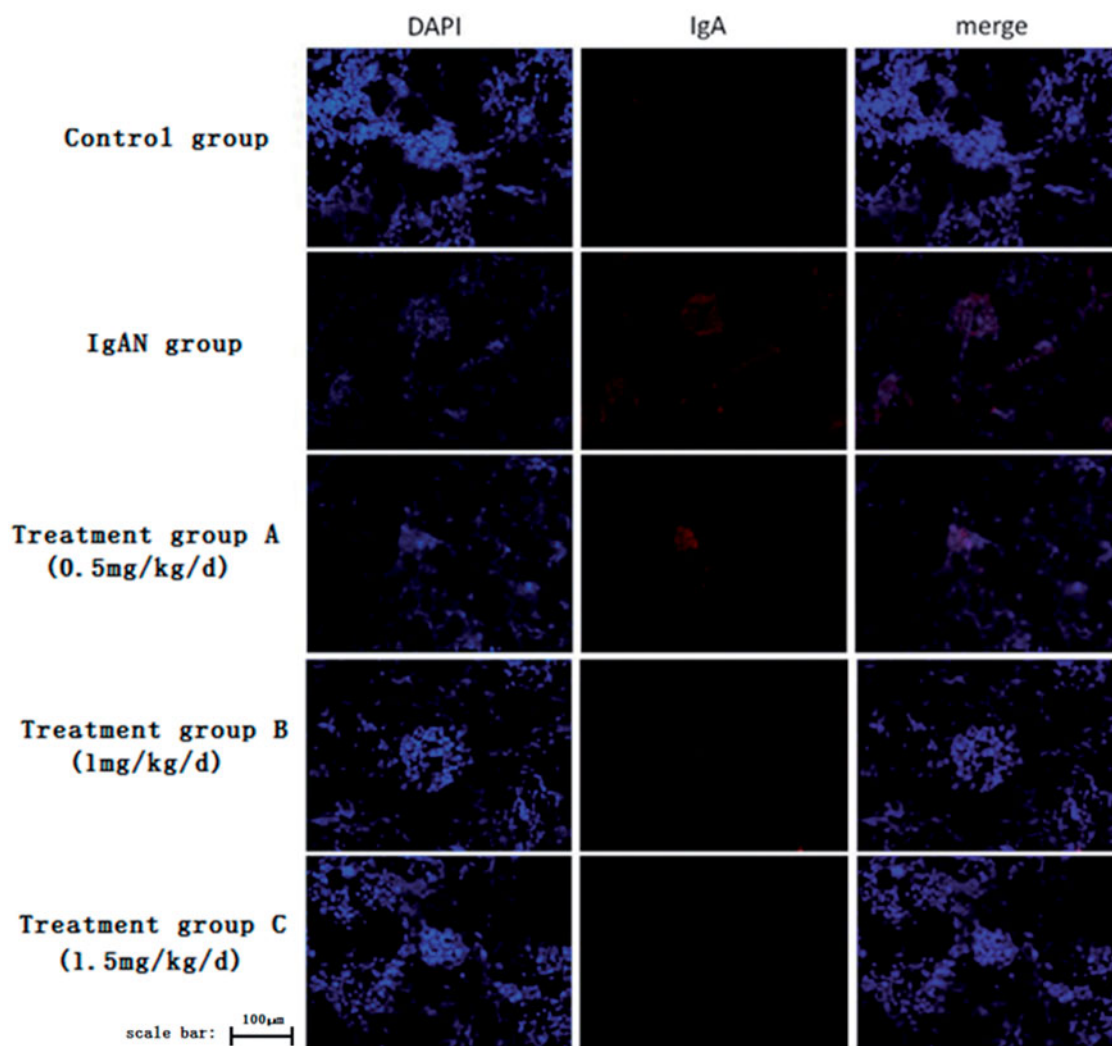 DAPI IgA merge
Control group
IgAN group
Treatment group A
(0.5mg/kg/d)
Treatment group B
(1mg/kg/d)
Treatment group C
(1.5mg/kg/d)
scale bar: 100μm